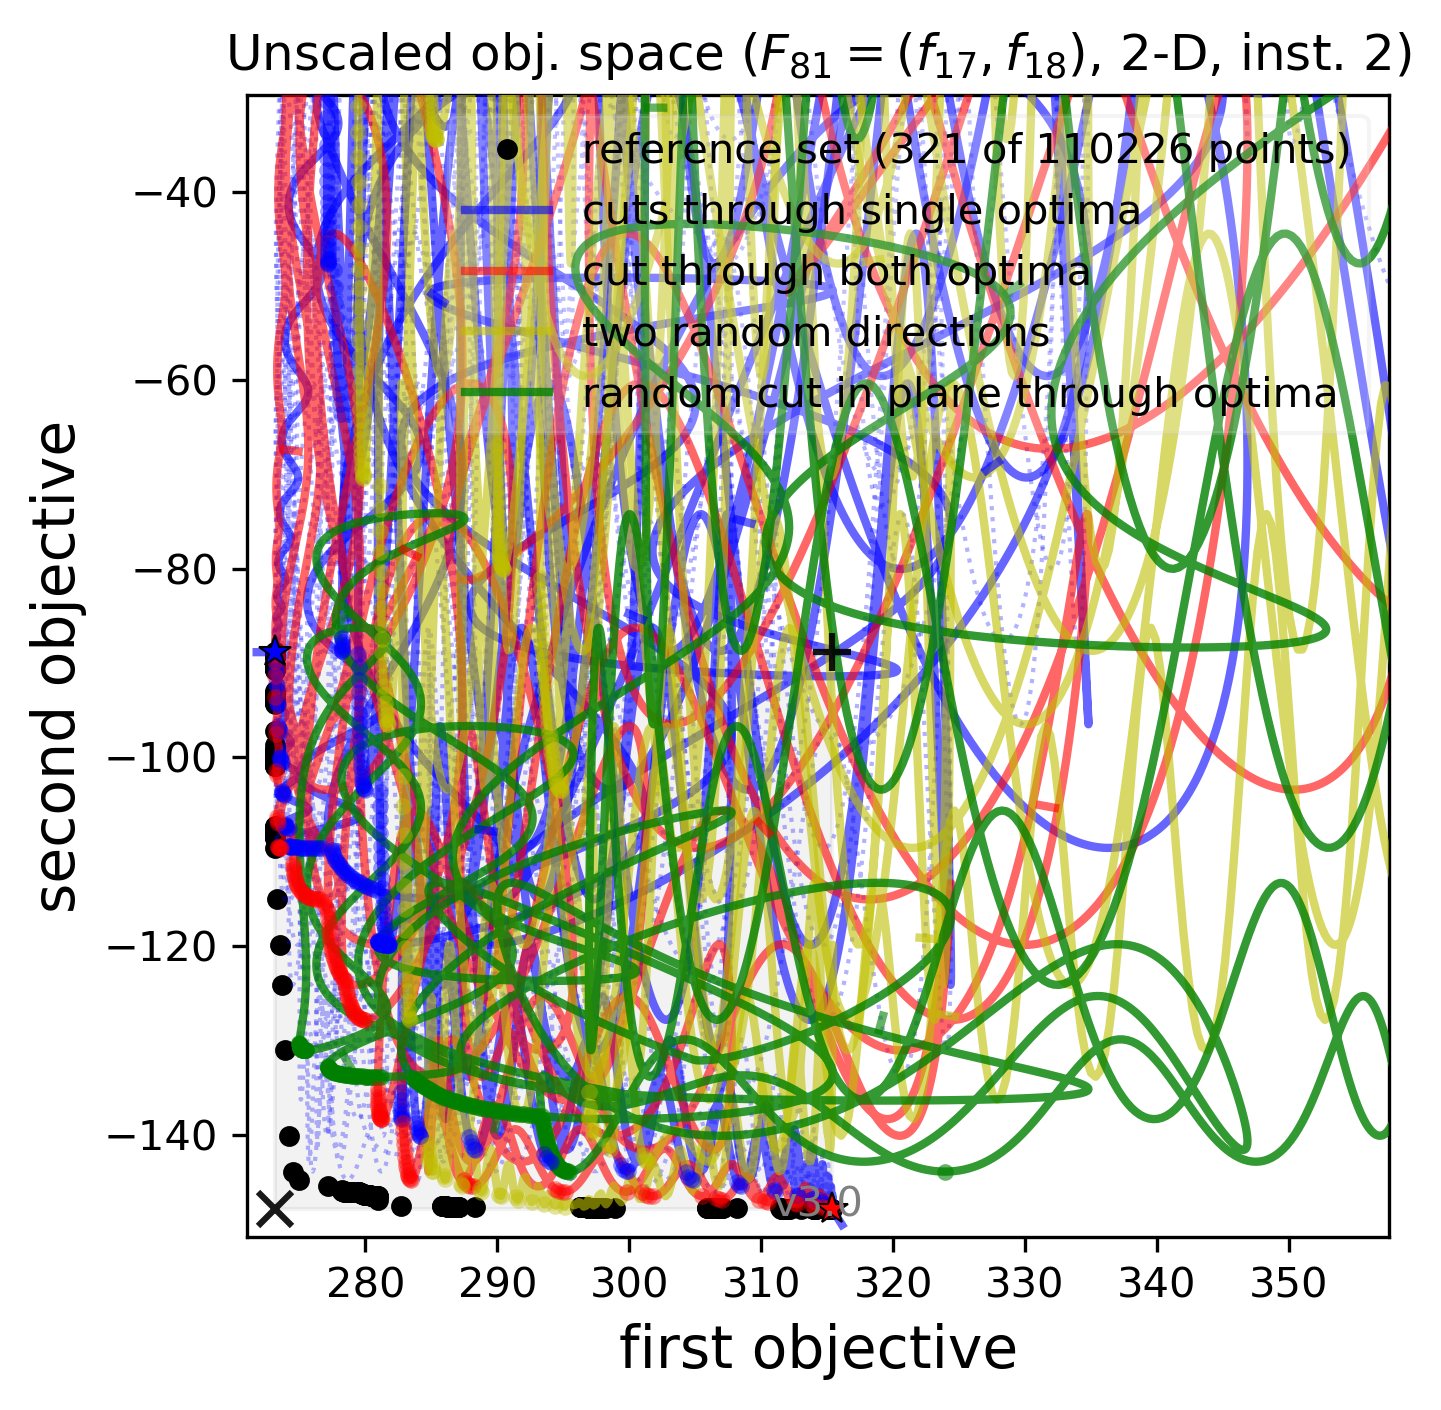 Unscaled obj. space (F81 = (f17, f18), 2-D, inst. 2)
reference set (321 of 110226 points)
cuts through single optima
cut through both optima
two random directions
random cut in plane through optima
second objective
−40
−60
−80
−100
−120
−140
v3.0
280 290 300 310 320 330 340 350
first objective